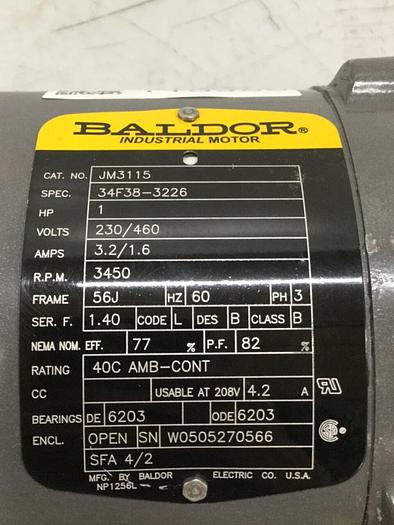 BALDOR®
INDUSTRIAL MOTOR
CAT. NO. JM3115
SPEC. 34F38-3226
HP 1
VOLTS 230/460
AMPS 3.2/1.6
R.P.M. 3450
FRAME 56J HZ 60 PH 3
SER. F. 1.40 CODE L DES B CLASS B
NEMA NOM. EFF. 77 % P.F. 82 %
RATING 40C AMB-CONT
CC USABLE AT 208V 4.2 A
BEARINGS DE 6203 ODE 6203
ENCL. OPEN SN W0505270566
SFA 4/2
MFG. BY BALDOR ELECTRIC CO. U.S.A.
NP1256L